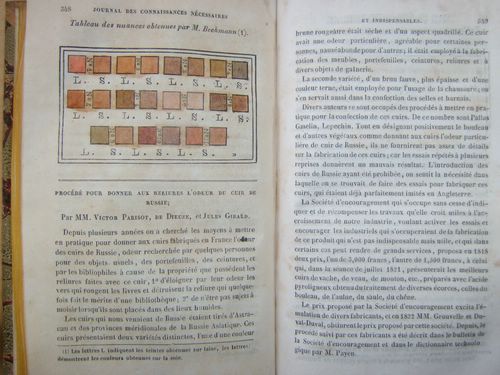 348 JOURNAL DES CONNAISSANCES NÉCESSAIRES
Tableau des nuances obtenues par M. Beekmann (1).
L. S. L. S. L. S. L. S.
L. S. L. S. L. S. L. S.
L. S. L. S. L. S. »
PROCÉDÉ POUR DONNER AUX RELIURES L'ODEUR DU CUIR DE
RUSSIE;
Par MM. VICTOR PARISOT, DE DIEUZE, et JULES GIRARD.
Depuis plusieurs années on a cherché les moyens à mettre
en pratique pour donner aux cuirs fabriqués en France l'odeur
des cuirs de Russie, odeur recherchée par quelques personnes
pour des objets usuels, des portefeuilles, des ceintures, et
par les bibliophiles à cause de la propriété que possèdent les
reliures faites avec ce cuir, 1º d'éloigner par leur odeur les
vers qui rongent les livres et détruisent la reliure qui quelque-
fois fait le mérite d'une bibliothèque; 2º de n'être pas sujets à
moisir lorsqu'ils sont placés dans des lieux humides.
Les cuirs qui nous venaient de Russie étaient tirés d'Astra-
can et des provinces méridionales de la Russie Asiatique. Ces
cuirs présentaient deux variétés distinctes, l'une d'une couleur
(1) Les lettres L indiquent les teintes obtenues sur laine, les lettres
démontrent les couleurs obtenues sur la soie.
ET INDISPENSABLES. 349
brune rougeâtre était sèche et d'un aspect quadrillé. Ce cuir
avait une odeur particulière, agréable pour certaines per-
sonnes, nauséabonde pour d'autres; il était employé à la fabri-
cation des meubles, portefeuilles, ceintures, reliures et à
divers objets de gaînerie.
La seconde variété, d'un brun fauve, plus épaisse et d'une
couleur terne, était employée pour l'usage de la chaussure; on
s'en servait aussi dans la confection des selles et harnais.
Divers auteurs se sont occupés des procédés à mettre en pra-
tique pour la confection de ces cuirs. De ce nombre sont Pallas
Gmelin, Lepechin. Tout en désignant positivement le bouleau
et d'autres végétaux comme donnant aux cuirs l'odeur particu-
lière de cuir de Russie, ils ne fournirent pas assez de détails
sur la fabrication de ces cuirs; car les essais répétés à plusieurs
reprises donnèrent un mauvais résultat. L'introduction des
cuirs de Russie ayant été prohibée, on sentit la nécessité dans
laquelle on se trouvait de faire des essais pour fabriquer ces
cuirs, qui étaient déjà parfaitement imités en Angleterre.
La Société d'encouragement qui s'occupe sans cesse d'indi-
quer et de récompenser les travaux qu'elle croit utiles à l'ac-
croissement de notre industrie, voulant activer les essais et
encourager les industriels qui s'occuperaient de la fabrication
de ce produit qui n'est pas indispensable mais utile, et qui dans
certains cas peut rendre de grands services, proposa en 1818
deux prix, l'un de 3,000 francs, l'autre de 1,500 francs, à celui
qui, dans la séance de juillet 1821, présenterait les meilleurs
cuirs de vache, de veau, de mouton, etc., préparés avec l'acide
pyroligneux obtenu du traitement de divers écorces, celles du
bouleau, de l'aulne, du saule, du chêne.
Le prix proposé par la Société d'encouragement excita l'é-
mulation de divers fabricants, et en 1822 MM. Grouvelle et Du-
val-Duval, obtinrent le prix proposé par cette société. Depuis, le
procédé suivi par ces fabricants a été décrit dans le bulletin de
la Société d'encouragement et dans le dictionnaire technolo-
gique par M. Payen.